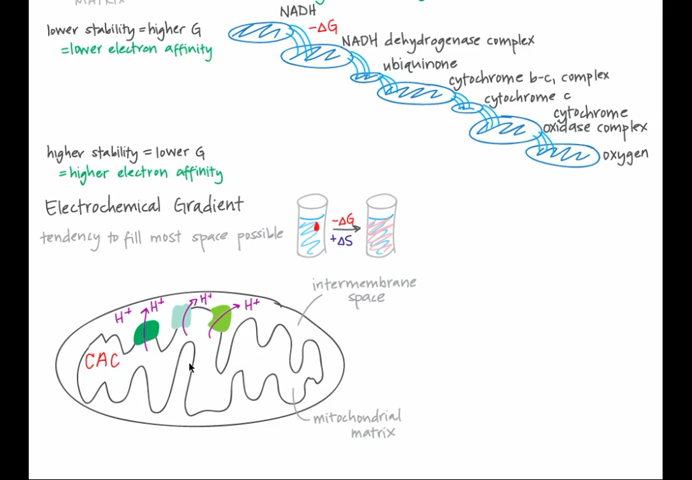 MATRIX
NADH
lower stability = higher G
-ΔG
= lower electron affinity
NADH dehydrogenase complex
ubiquinone
cytochrome b-c₁ complex
cytochrome c
cytochrome
oxidase complex
higher stability = lower G
oxygen
= higher electron affinity
Electrochemical Gradient
tendency to fill most space possible
-ΔG
+ΔS
intermembrane
space
H+
H+
H+
H+
CAC
mitochondrial
matrix